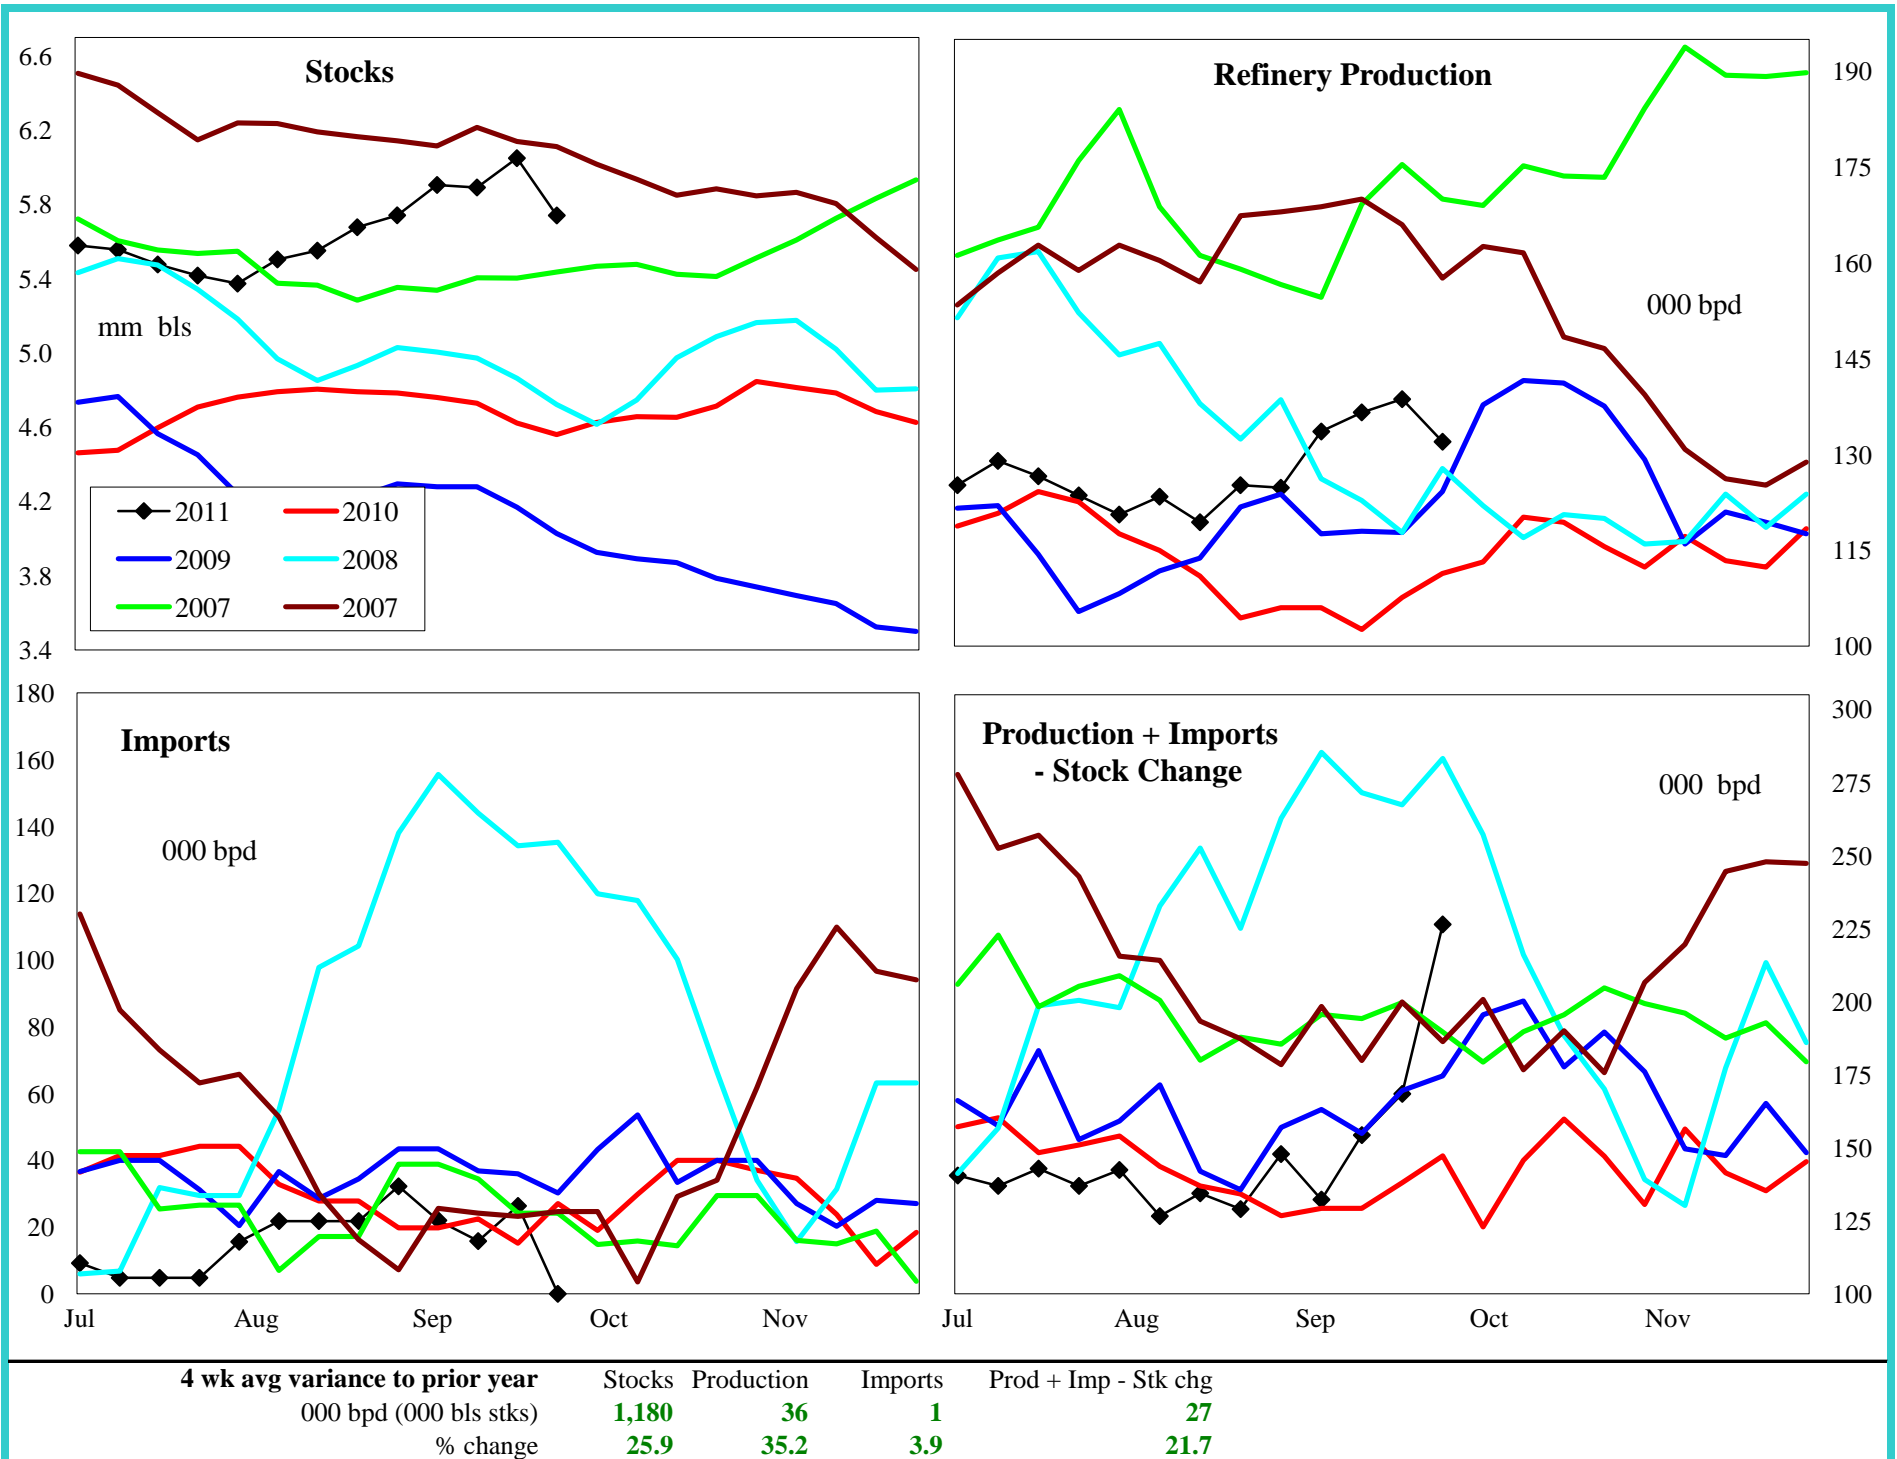 Stocks
6.6
6.2
5.8
5.4
5.0
4.6
4.2
3.8
3.4
mm bls
2011 2010
2009 2008
2007 2007
Refinery Production
000 bpd
190
175
160
145
130
115
100
Imports
000 bpd
180
160
140
120
100
80
60
40
20
0
Jul Aug Sep Oct Nov
Production + Imports
- Stock Change
000 bpd
300
275
250
225
200
175
150
125
100
Jul Aug Sep Oct Nov
4 wk avg variance to prior year Stocks Production Imports Prod + Imp - Stk chg
000 bpd (000 bls stks) 1,180 36 1 27
% change 25.9 35.2 3.9 21.7